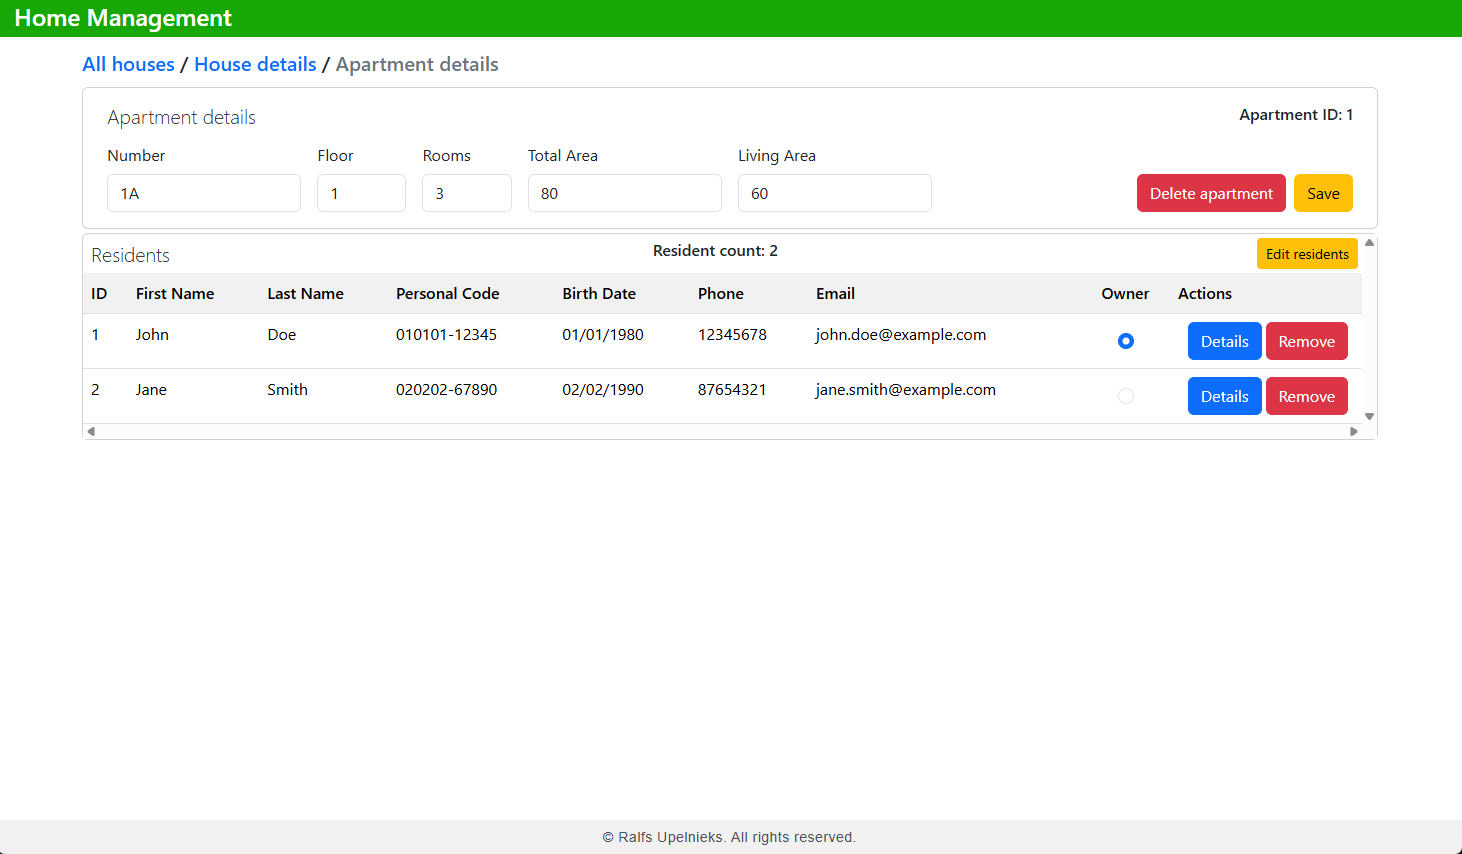 Home Management
All houses / House details / Apartment details
Apartment details
Apartment ID: 1
Number Floor Rooms Total Area Living Area
1A 1 3 80 60 Delete apartment Save
Residents Resident count: 2 Edit residents
ID First Name Last Name Personal Code Birth Date Phone Email Owner Actions
1 John Doe 010101-12345 01/01/1980 12345678 john.doe@example.com Details Remove
2 Jane Smith 020202-67890 02/02/1990 87654321 jane.smith@example.com Details Remove
© Ralfs Upelnieks. All rights reserved.